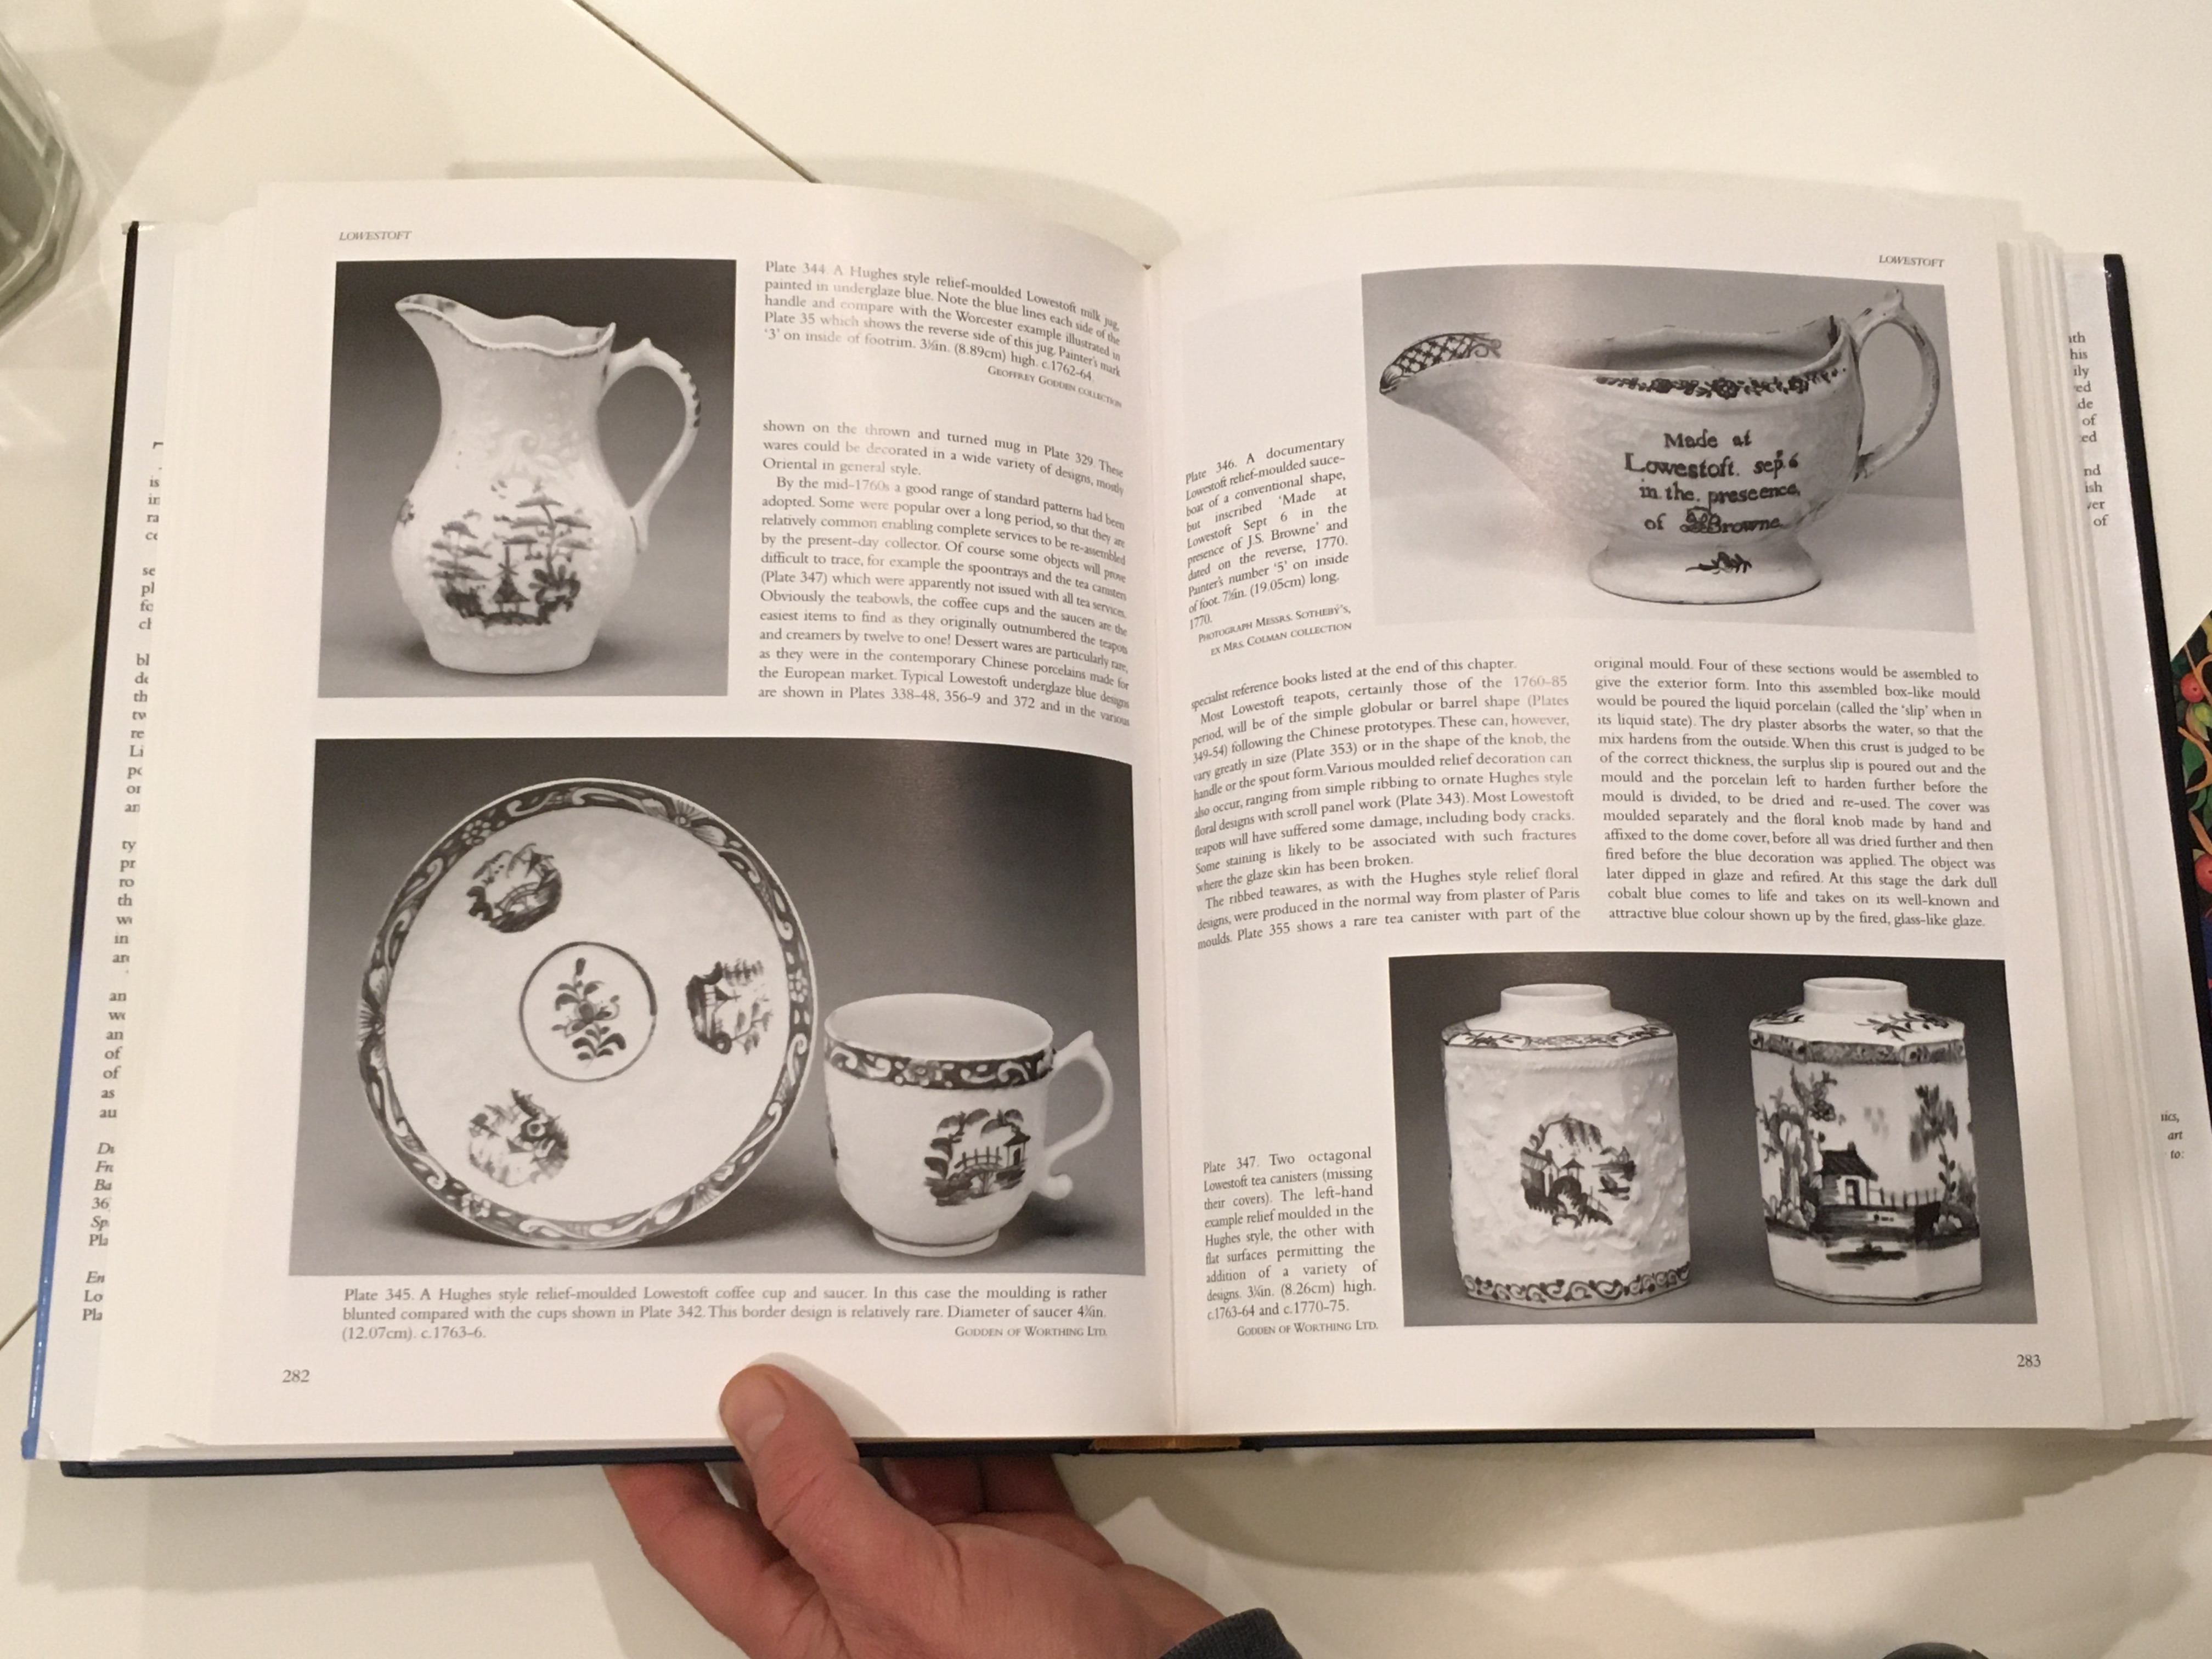 LOWESTOFT
Plate 344. A Hughes style relief-moulded Lowestoft milk jug,
painted in underglaze blue. Note the blue lines each side of the
handle and compare with the Worcester example illustrated in
Plate 35 which shows the reverse side of this jug. Painter's mark
'3' on inside of footrim. 3½in. (8.89cm) high. c.1762-64.
GEOFFREY GODDEN COLLECTION
shown on the thrown and turned mug in Plate 329. These
wares could be decorated in a wide variety of designs, mostly
Oriental in general style.
By the mid-1760s a good range of standard patterns had been
adopted. Some were popular over a long period, so that they are
relatively common enabling complete services to be re-assembled
by the present-day collector. Of course some objects will prove
difficult to trace, for example the spoontrays and the tea canisters
(Plate 347) which were apparently not issued with all tea services.
Obviously the teabowls, the coffee cups and the saucers are the
easiest items to find as they originally outnumbered the teapots
and creamers by twelve to one! Dessert wares are particularly rare,
as they were in the contemporary Chinese porcelains made for
the European market. Typical Lowestoft underglaze blue designs
are shown in Plates 338–48, 356–9 and 372 and in the various
Plate 345. A Hughes style relief-moulded Lowestoft coffee cup and saucer. In this case the moulding is rather
blunted compared with the cups shown in Plate 342. This border design is relatively rare. Diameter of saucer 4¾in.
(12.07cm). c.1763–6.
GODDEN OF WORTHING LTD.
282
LOWESTOFT
Made at
Lowestoft. sep. 6
in the. preseence,
of Browne
Plate 346. A documentary
Lowestoft relief-moulded sauce-
boat of a conventional shape,
but inscribed 'Made at
Lowestoft Sept 6 in the
presence of J.S. Browne' and
dated on the reverse, 1770.
Painter's number '5' on inside
of foot. 7½in. (19.05cm) long.
1770.
PHOTOGRAPH MESSRS. SOTHEBY'S,
EX MRS. COLMAN COLLECTION
specialist reference books listed at the end of this chapter.
Most Lowestoft teapots, certainly those of the 1760–85
period, will be of the simple globular or barrel shape (Plates
349-54) following the Chinese prototypes. These can, however,
vary greatly in size (Plate 353) or in the shape of the knob, the
handle or the spout form. Various moulded relief decoration can
also occur, ranging from simple ribbing to ornate Hughes style
floral designs with scroll panel work (Plate 343). Most Lowestoft
teapots will have suffered some damage, including body cracks.
Some staining is likely to be associated with such fractures
where the glaze skin has been broken.
The ribbed teawares, as with the Hughes style relief floral
designs, were produced in the normal way from plaster of Paris
moulds. Plate 355 shows a rare tea canister with part of the
original mould. Four of these sections would be assembled to
give the exterior form. Into this assembled box-like mould
would be poured the liquid porcelain (called the 'slip' when in
its liquid state). The dry plaster absorbs the water, so that the
mix hardens from the outside. When this crust is judged to be
of the correct thickness, the surplus slip is poured out and the
mould and the porcelain left to harden further before the
mould is divided, to be dried and re-used. The cover was
moulded separately and the floral knob made by hand and
affixed to the dome cover, before all was dried further and then
fired before the blue decoration was applied. The object was
later dipped in glaze and refired. At this stage the dark dull
cobalt blue comes to life and takes on its well-known and
attractive blue colour shown up by the fired, glass-like glaze.
Plate 347. Two octagonal
Lowestoft tea canisters (missing
their covers). The left-hand
example relief moulded in the
Hughes style, the other with
flat surfaces permitting the
addition of a variety of
designs. 3¼in. (8.26cm) high.
c.1763-64 and c.1770–75.
GODDEN OF WORTHING LTD.
283